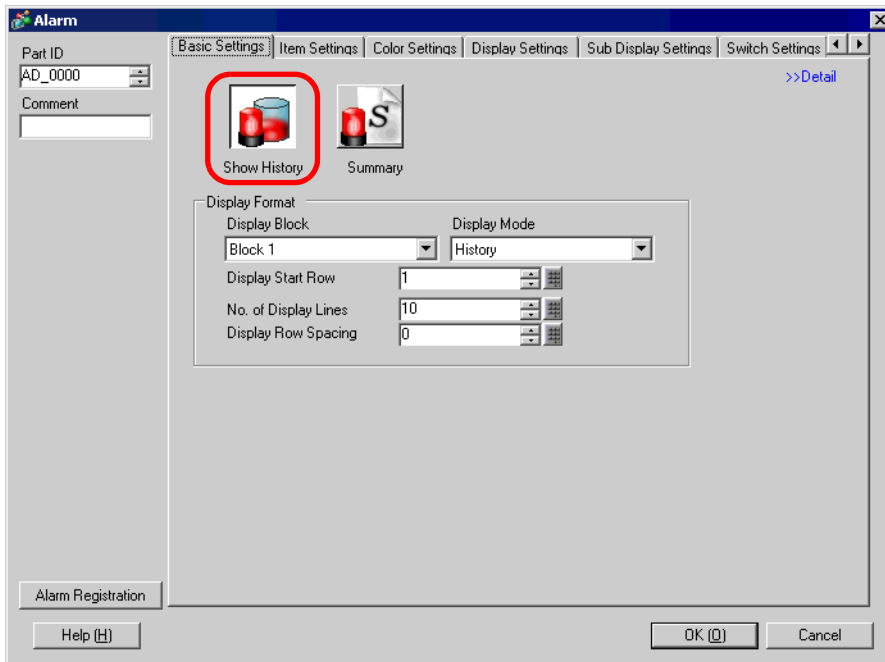 Alarm
Part ID
AD_0000
Comment
Basic Settings
Item Settings
Color Settings
Display Settings
Sub Display Settings
Switch Settings
>>Detail
S
Show History
Summary
Display Format
Display Block
Display Mode
Block 1
History
Display Start Row
1
No. of Display Lines
10
Display Row Spacing
0
Alarm Registration
Help (H)
OK (O)
Cancel